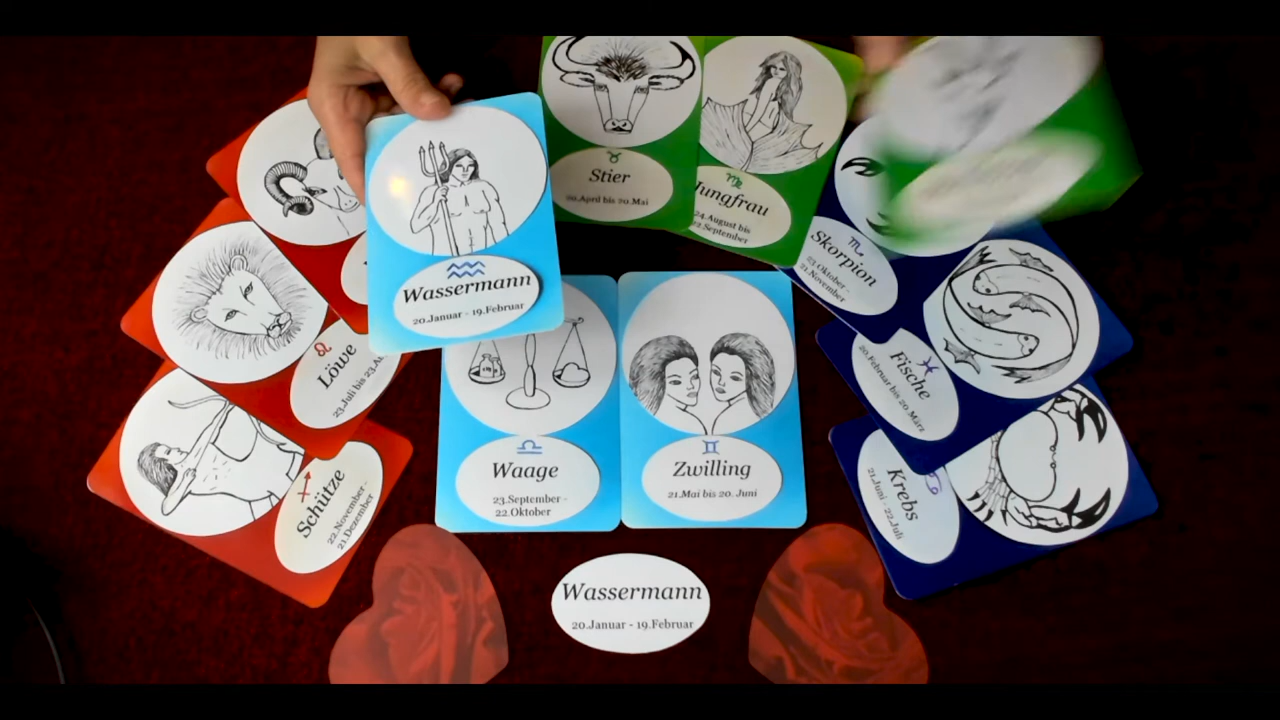 Stier
20.April bis 20.Mai
Jungfrau
24.August bis
22.September
Skorpion
23.Oktober -
21.November
Wassermann
20.Januar - 19.Februar
Löwe
23.Juli bis 23.
Fische
20.Februar bis 20.März
Schütze
22.November -
21.Dezember
Waage
23.September -
22.Oktober
Zwilling
21.Mai bis 20. Juni
Krebs
21.Juni - 22.Juli
Wassermann
20.Januar - 19.Februar